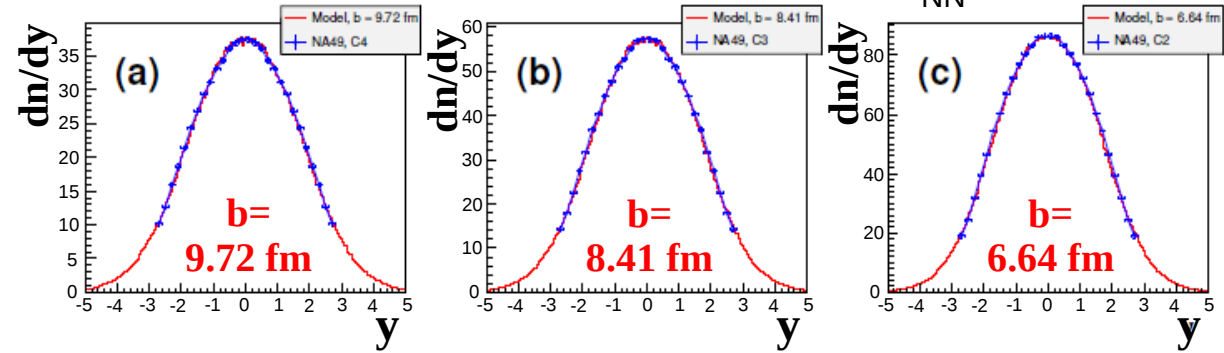 NN
Model, b = 9.72 fm
NA49, C4
(a)
dn/dy
35
30
25
20
15
10
5
0
b=
9.72 fm
-5 -4 -3 -2 -1 0 1 2 3 4 5
y
Model, b = 8.41 fm
NA49, C3
(b)
dn/dy
60
50
40
30
20
10
0
b=
8.41 fm
-5 -4 -3 -2 -1 0 1 2 3 4 5
y
Model, b = 6.64 fm
NA49, C2
(c)
dn/dy
80
60
40
20
0
b=
6.64 fm
-5 -4 -3 -2 -1 0 1 2 3 4 5
y